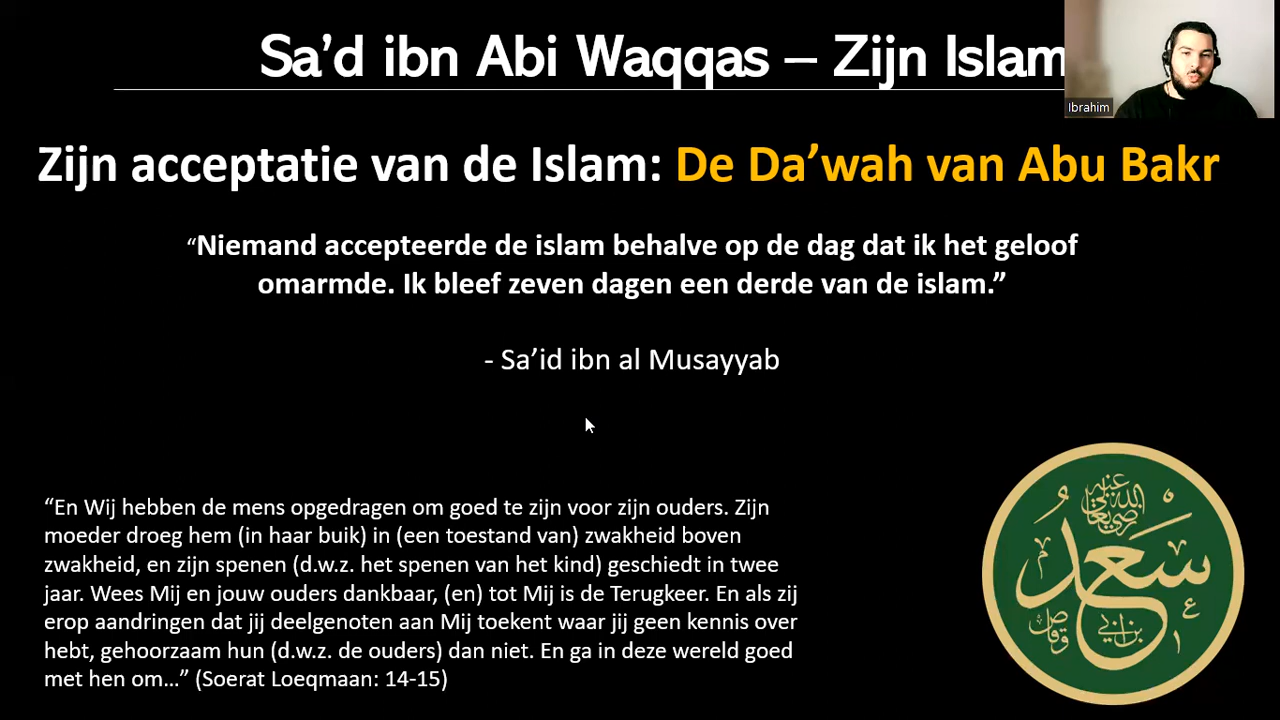 Sa’d ibn Abi Waqqas – Zijn Islam
Ibrahim
Zijn acceptatie van de Islam: De Da’wah van Abu Bakr
“Niemand accepteerde de islam behalve op de dag dat ik het geloof
omarmde. Ik bleef zeven dagen een derde van de islam.”
- Sa’id ibn al Musayyab
“En Wij hebben de mens opgedragen om goed te zijn voor zijn ouders. Zijn
moeder droeg hem (in haar buik) in (een toestand van) zwakheid boven
zwakheid, en zijn spenen (d.w.z. het spenen van het kind) geschiedt in twee
jaar. Wees Mij en jouw ouders dankbaar, (en) tot Mij is de Terugkeer. En als zij
erop aandringen dat jij deelgenoten aan Mij toekent waar jij geen kennis over
hebt, gehoorzaam hun (d.w.z. de ouders) dan niet. En ga in deze wereld goed
met hen om…” (Soerat Loeqmaan: 14-15)
رضي الله تعالى عنه
سعد
بن أبي
وقاص